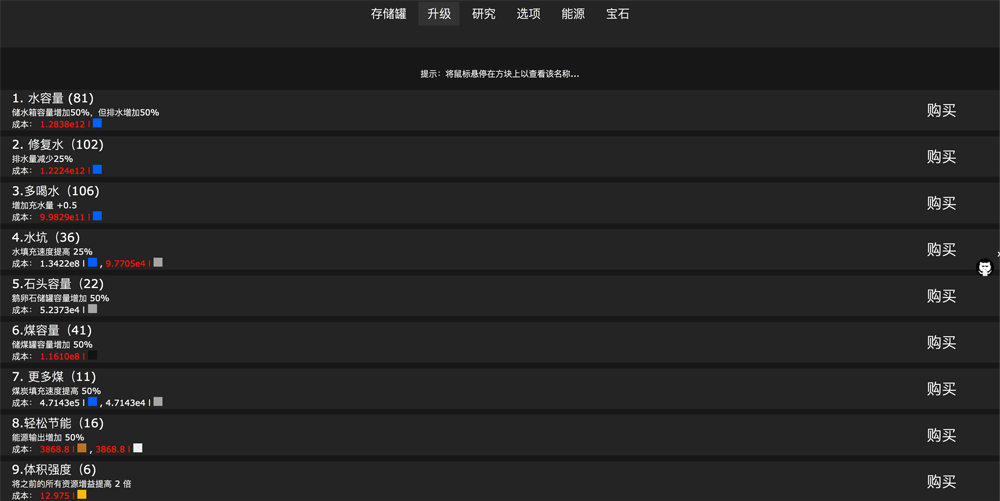 存储罐 升级 研究 选项 能源 宝石
提示：将鼠标悬停在方块上以查看该名称...
1. 水容量 (81)
储水箱容量增加50%，但排水增加50%
成本： 1.2838e12 l
购买
2. 修复水（102)
排水量减少25%
成本： 1.2224e12 l
购买
3.多喝水（106)
增加充水量 +0.5
成本： 9.9829e11 l
购买
4.水坑（36)
水填充速度提高 25%
成本： 1.3422e8 l , 9.7705e4 l
购买
5.石头容量（22)
鹅卵石储罐容量增加 50%
成本： 5.2373e4 l
购买
6.煤容量（41)
储煤罐容量增加 50%
成本： 1.1610e8 l
购买
7. 更多煤（11)
煤炭填充速度提高 50%
成本： 4.7143e5 l , 4.7143e4 l
购买
8.轻松节能（16)
能源输出增加 50%
成本： 3868.8 l , 3868.8 l
购买
9.体积强度（6)
将之前的所有资源增益提高 2 倍
成本： 12.975 l
购买